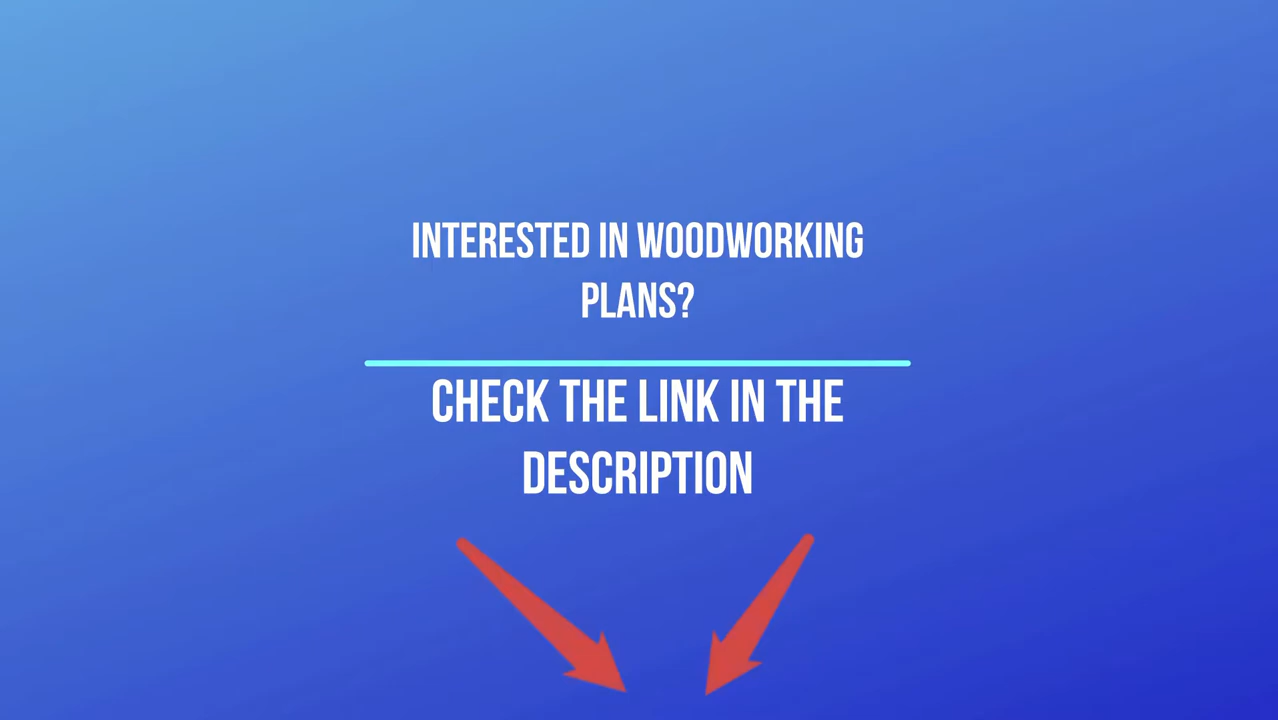 INTERESTED IN WOODWORKING
PLANS?
CHECK THE LINK IN THE
DESCRIPTION